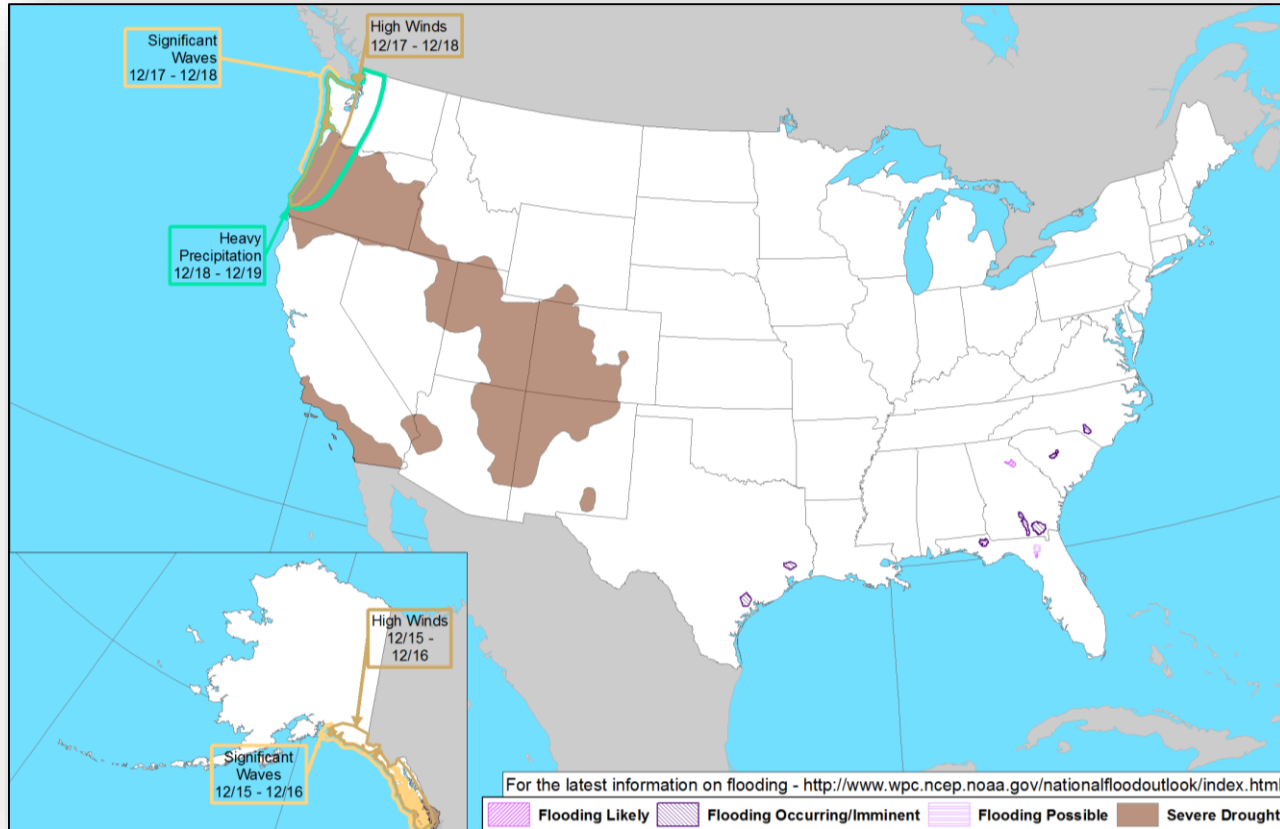 High Winds
12/17 - 12/18
Significant
Waves
12/17 - 12/18
Heavy
Precipitation
12/18 - 12/19
High Winds
12/15 -
12/16
Significant
Waves
12/15 - 12/16
For the latest information on flooding - http://www.wpc.ncep.noaa.gov/nationalfloodoutlook/index.html
Flooding Likely
Flooding Occurring/Imminent
Flooding Possible
Severe Drought